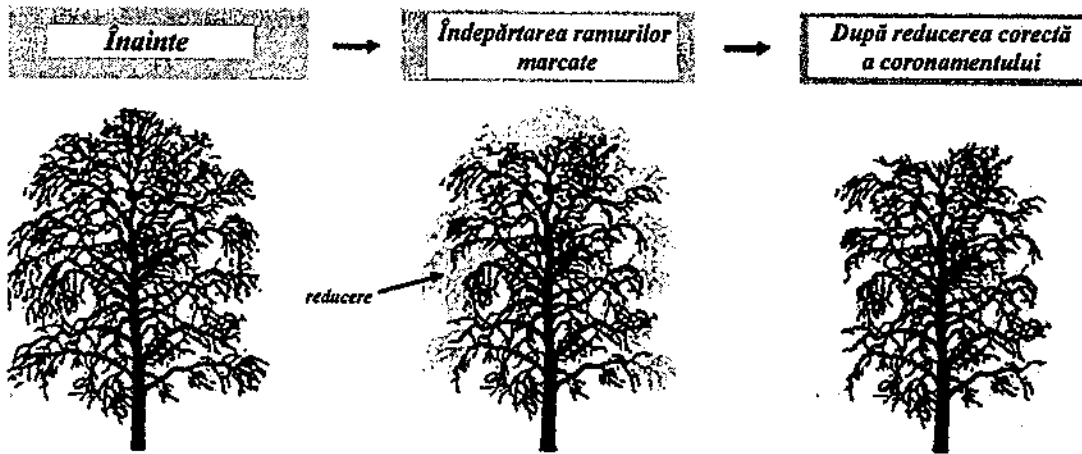 Înainte
Îndepărtarea ramurilor
marcate
După reducerea corectă
a coronamentului
reducere